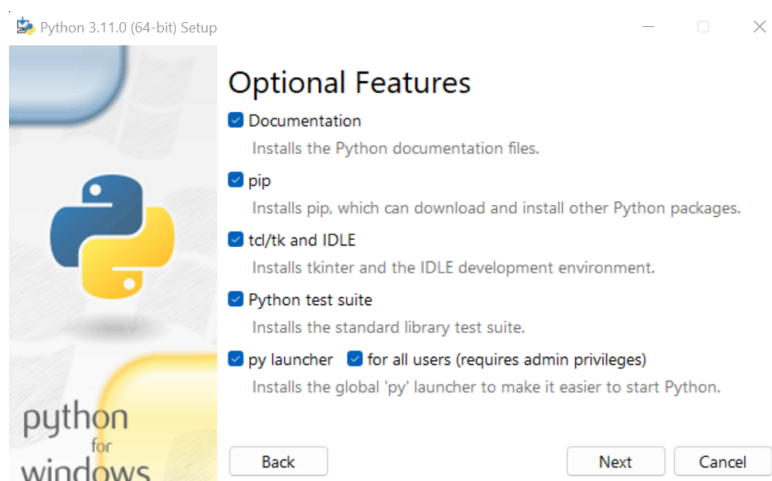 Python 3.11.0 (64-bit) Setup
Optional Features
Documentation
Installs the Python documentation files.
pip
Installs pip, which can download and install other Python packages.
tcl/tk and IDLE
Installs tkinter and the IDLE development environment.
Python test suite
Installs the standard library test suite.
py launcher for all users (requires admin privileges)
Installs the global 'py' launcher to make it easier to start Python.
python
for
windows
Back Next Cancel